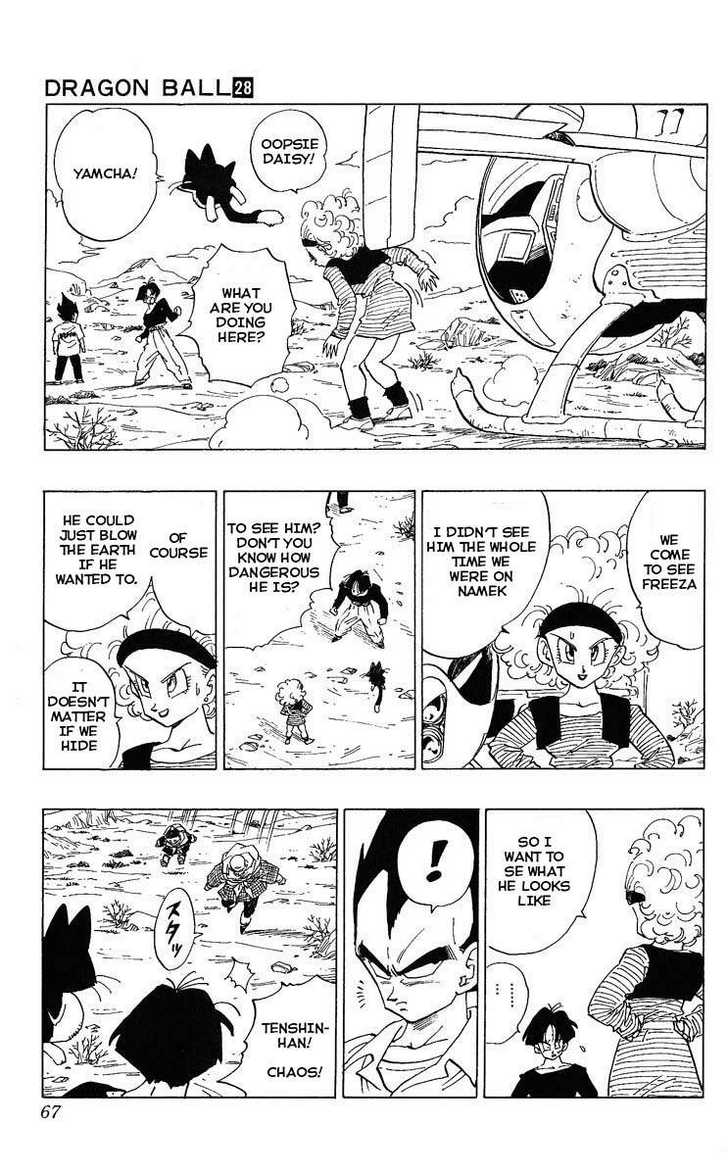 DRAGON BALL 28
OOPSIE
DAISY!
YAMCHA!
WHAT
ARE YOU
DOING
HERE?
WE
COME
TO SEE
FREEZA
I DIDN'T SEE
HIM THE WHOLE
TIME WE
WERE ON
NAMEK
TO SEE HIM?
DON'T YOU
KNOW HOW
DANGEROUS
HE IS?
OF
COURSE
HE COULD
JUST BLOW
THE EARTH
IF HE
WANTED TO.
IT
DOESN'T
MATTER
IF WE
HIDE
SO I
WANT TO
SE WHAT
HE LOOKS
LIKE
......
!
スタッ
TENSHIN-
HAN!
CHAOS!
67